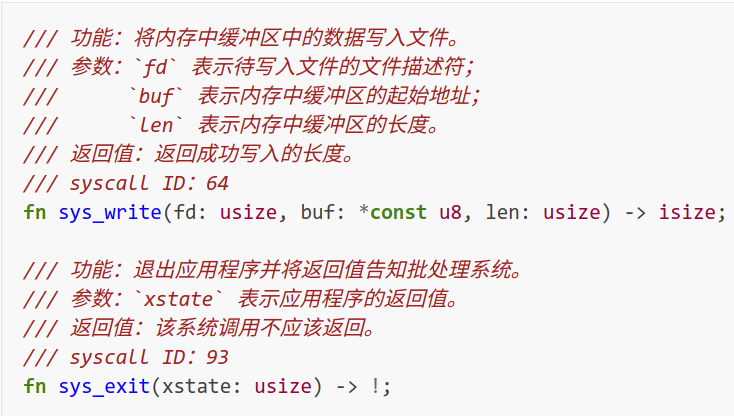 /// 功能：将内存中缓冲区中的数据写入文件。
/// 参数：`fd` 表示待写入文件的文件描述符；
///      `buf` 表示内存中缓冲区的起始地址；
///      `len` 表示内存中缓冲区的长度。
/// 返回值：返回成功写入的长度。
/// syscall ID：64
fn sys_write(fd: usize, buf: *const u8, len: usize) -> isize;
/// 功能：退出应用程序并将返回值告知批处理系统。
/// 参数：`xstate` 表示应用程序的返回值。
/// 返回值：该系统调用不应该返回。
/// syscall ID：93
fn sys_exit(xstate: usize) -> !;